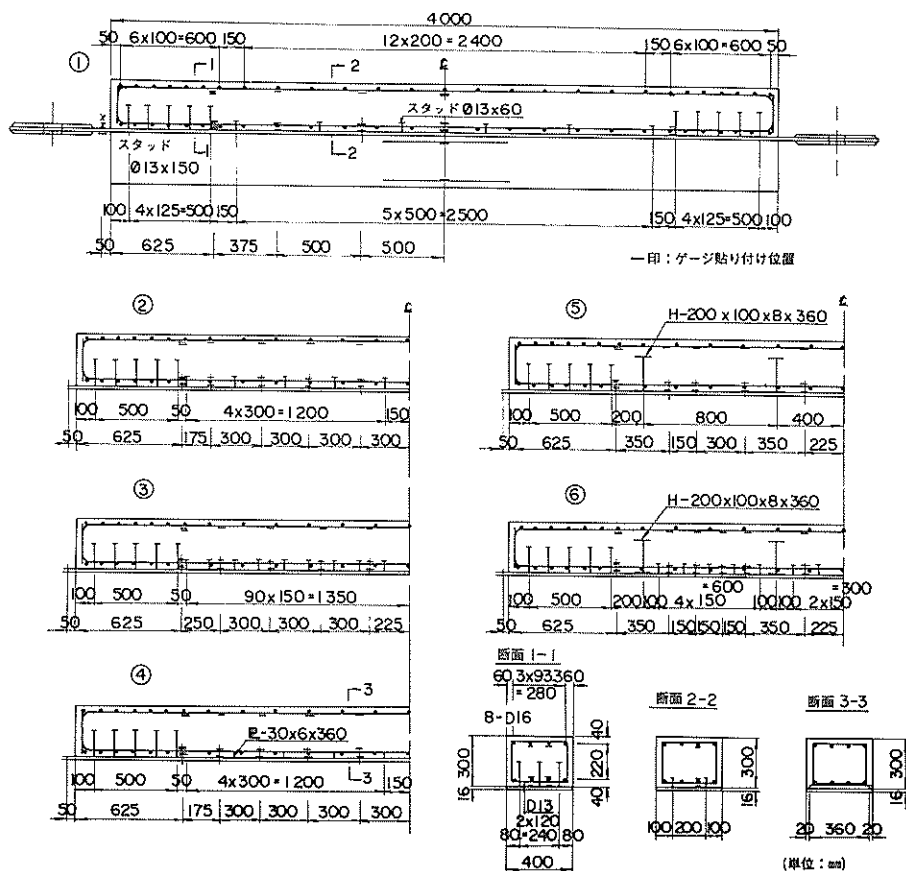 4000
50 6x100=600 150 12x200=2400 150 6x100=600 50
① 1 2 ℄
スタッド Ø13x60
スタッド 1 2
Ø13x150
100 4x125=500 150 5x500=2500 150 4x125=500 100
50 625 375 500 500
一印：ゲージ貼り付け位置
②
100 500 50 4x300=1200 150
50 625 175 300 300 300 300
③
100 500 50 90x150=1350
50 625 250 300 300 300 225
④ 3
PL-30x6x360
100 500 50 4x300=1200 3 150
50 625 175 300 300 300 300
⑤ ℄
H-200x100x8x360
100 500 200 800 400
50 625 350 150 300 350 225
⑥
H-200x100x8x360
=600 =300
100 500 200 100 4x150 100 100 2x150
50 625 350 150 150 150 350 225
断面 1-1
60 3x93.3 60
=280
8-D16
40
300 220
16 40
D13
2x120
80 =240 80
400
断面 2-2
300
16
100 200 100
断面 3-3
300
16
20 360 20
(単位：mm)